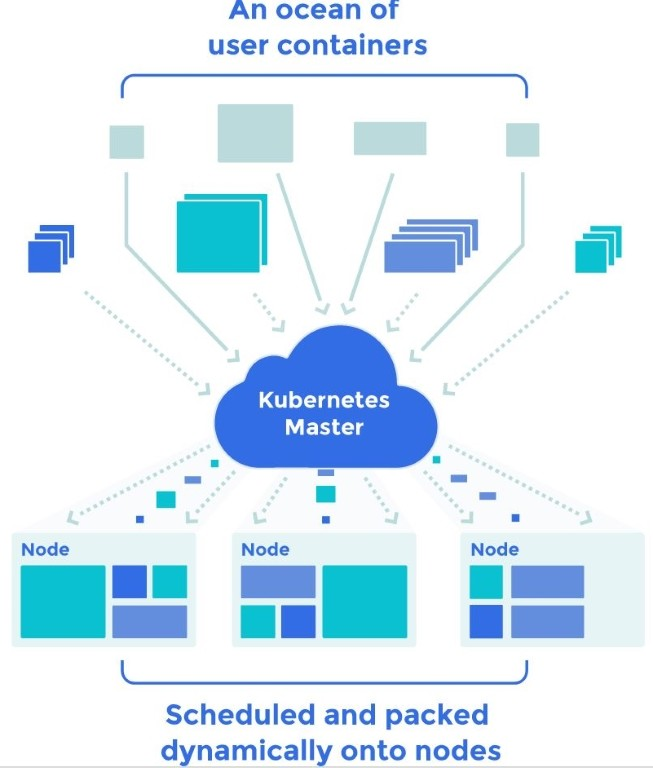 An ocean of
user containers
Kubernetes
Master
Node
Node
Node
Scheduled and packed
dynamically onto nodes